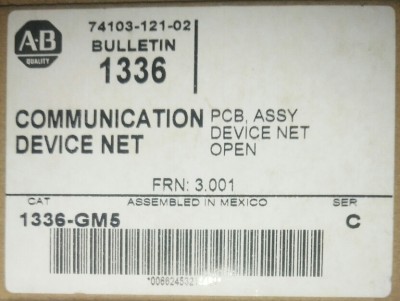 74103-121-02
A-B
QUALITY
BULLETIN
1336
COMMUNICATION
DEVICE NET
PCB, ASSY
DEVICE NET
OPEN
FRN: 3.001
CAT ASSEMBLED IN MEXICO SER
1336-GM5 C